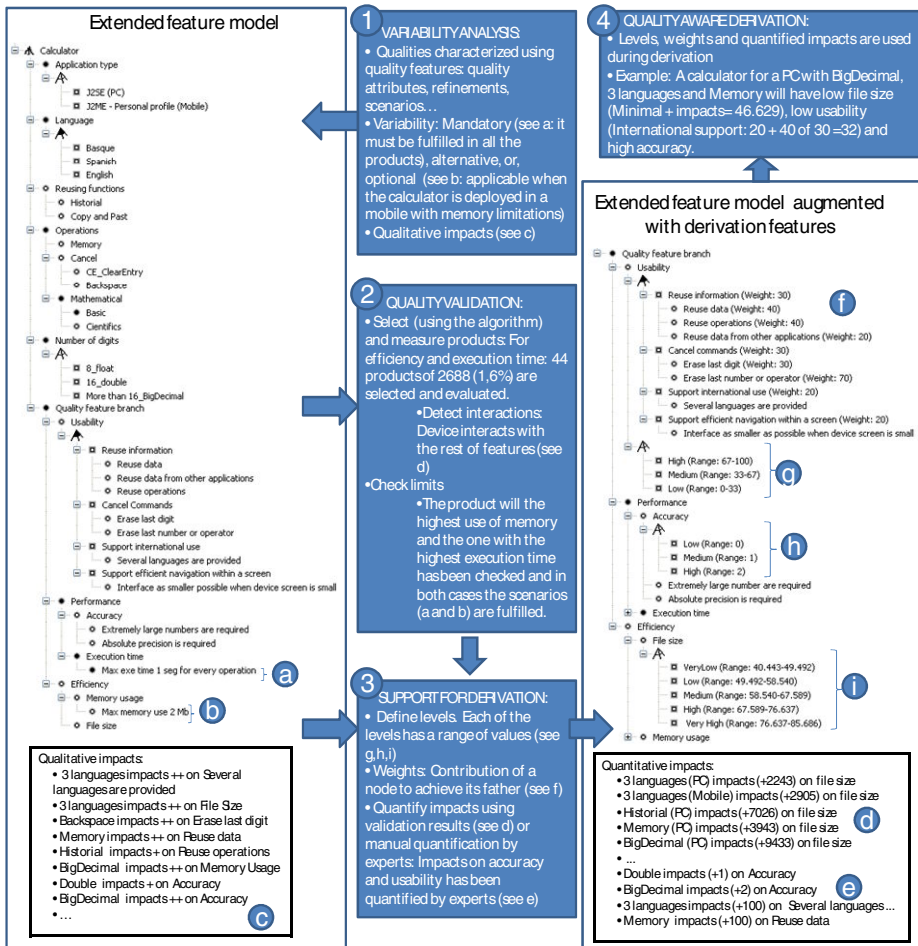 Extended feature model
Calculator
Application type
J2SE (PC)
J2ME - Personal profile (Mobile)
Language
Basque
Spanish
English
Reusing functions
Historial
Copy and Past
Operations
Memory
Cancel
CE_ClearEntry
Backspace
Mathematical
Basic
Cientifics
Number of digits
8_float
16_double
More than 16_BigDecimal
Quality feature branch
Usability
Reuse information
Reuse data
Reuse data from other applications
Reuse operations
Cancel Commands
Erase last digit
Erase last number or operator
Support international use
Several languages are provided
Support efficient navigation within a screen
Interface as smaller possible when device screen is small
Performance
Accuracy
Extremely large numbers are required
Absolute precision is required
Execution time
Max exe time 1 seg for every operation
a
Efficiency
Memory usage
Max memory use 2 Mb
b
File size
Qualitative impacts:
• 3 languages impacts ++ on Several
languages are provided
• 3 languages impacts ++ on File Size
• Backspace impacts ++ on Erase last digit
• Memory impacts ++ on Reuse data
• Historial impacts + on Reuse operations
• BigDecimal impacts ++ on Memory Usage
• Double impacts + on Accuracy
• BigDecimal impacts ++ on Accuracy
• ...
c
1
VARIABILITY ANALYSIS:
• Qualities characterized using
quality features: quality
attributes, refinements,
scenarios...
• Variability: Mandatory (see a: it
must be fulfilled in all the
products), alternative, or,
optional (see b: applicable when
the calculator is deployed in a
mobile with memory limitations)
• Qualitative impacts (see c)
2
QUALITY VALIDATION:
• Select (using the algorithm)
and measure products: For
efficiency and execution time: 44
products of 2688 (1,6%) are
selected and evaluated.
• Detect interactions:
Device interacts with
the rest of features (see
d)
• Check limits
• The product will the
highest use of memory
and the one with the
highest execution time
has been checked and in
both cases the scenarios
(a and b) are fulfilled.
3
SUPPORT FOR DERIVATION:
• Define levels. Each of the
levels has a range of values (see
g,h,i)
• Weights: Contribution of a
node to achieve its father (see f)
• Quantify impacts using
validation results (see d) or
manual quantification by
experts: Impacts on accuracy
and usability has been
quantified by experts (see e)
4
QUALITY AWARE DERIVATION:
• Levels, weights and quantified impacts are used
during derivation
• Example: A calculator for a PC with BigDecimal,
3 languages and Memory will have low file size
(Minimal + impacts= 46.629), low usability
(International support: 20 + 40 of 30 =32) and
high accuracy.
Extended feature model augmented
with derivation features
Quality feature branch
Usability
Reuse information (Weight: 30)
f
Reuse data (Weight: 40)
Reuse operations (Weight: 40)
Reuse data from other applications (Weight: 20)
Cancel commands (Weight: 30)
Erase last digit (Weight: 30)
Erase last number or operator (Weight: 70)
Support international use (Weight: 20)
Several languages are provided
Support efficient navigation within a screen (Weight: 20)
Interface as smaller as possible when device screen is small
High (Range: 67-100)
Medium (Range: 33-67)
g
Low (Range: 0-33)
Performance
Accuracy
Low (Range: 0)
Medium (Range: 1)
h
High (Range: 2)
Extremely large number are required
Absolute precision is required
Execution time
Efficiency
File size
VeryLow (Range: 40.443-49.492)
Low (Range: 49.492-58.540)
Medium (Range: 58.540-67.589)
i
High (Range: 67.589-76.637)
Very High (Range: 76.637-85.686)
Memory usage
Quantitative impacts:
• 3 languages (PC) impacts (+2243) on file size
• 3 languages (Mobile) impacts (+2905) on file size
• Historial (PC) impacts (+7026) on file size
• Memory (PC) impacts (+3943) on file size
d
• BigDecimal (PC) impacts (+9433) on file size
• ...
• Double impacts (+1) on Accuracy
• BigDecimal impacts (+2) on Accuracy
e
• 3 languages impacts (+100) on Several languages ...
• Memory impacts (+100) on Reuse data